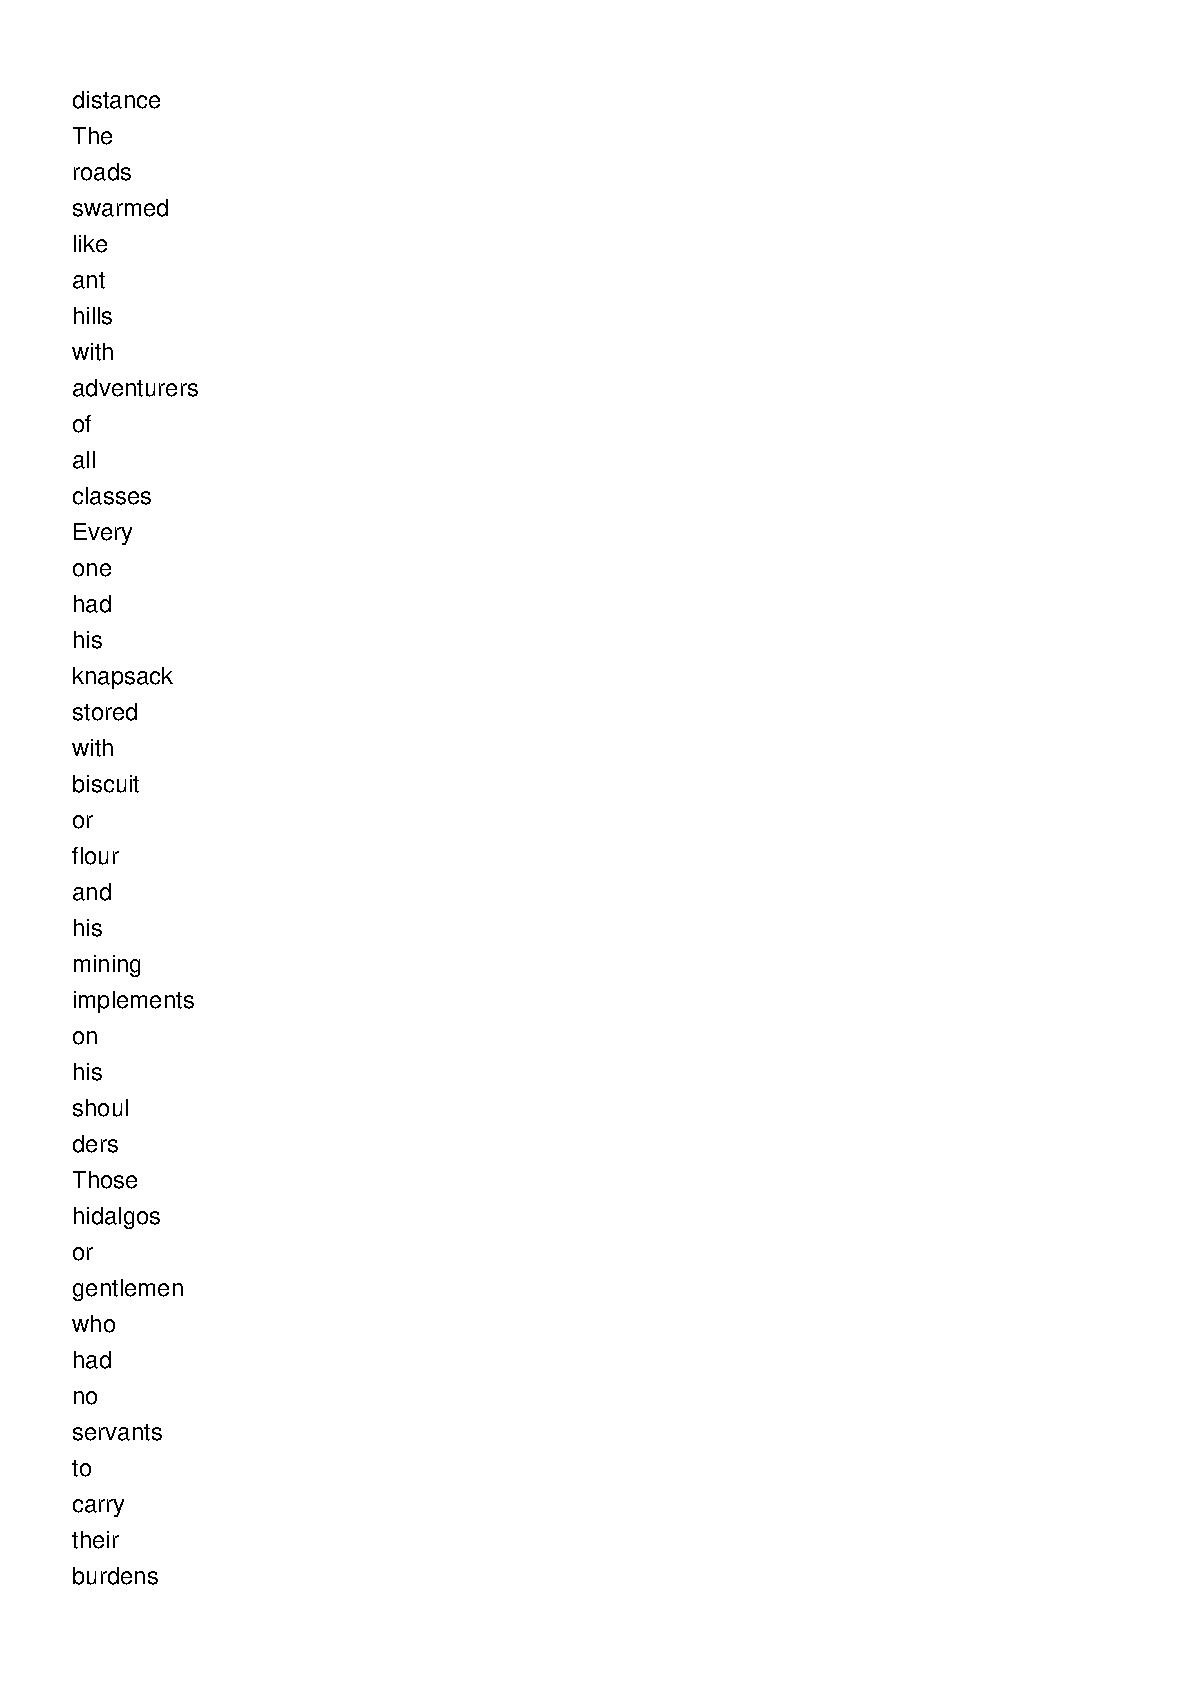 distance
The
roads
swarmed
like
ant
hills
with
adventurers
of
all
classes
Every
one
had
his
knapsack
stored
with
biscuit
or
flour
and
his
mining
implements
on
his
shoul
ders
Those
hidalgos
or
gentlemen
who
had
no
servants
to
carry
their
burdens